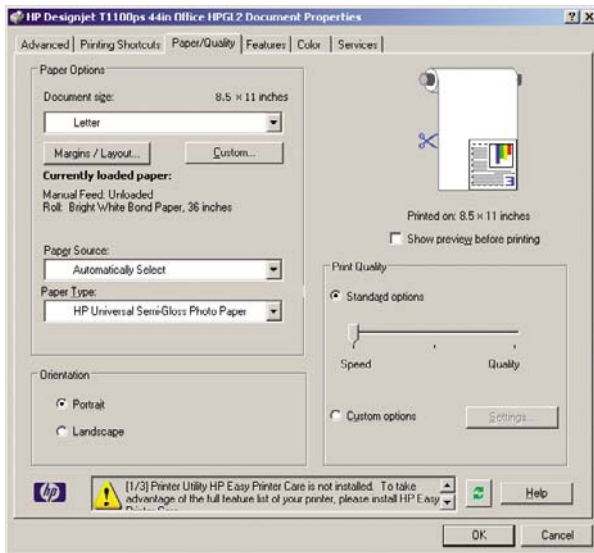 HP Designjet T1100ps 44in Office HPGL2 Document Properties
Advanced Printing Shortcuts Paper/Quality Features Color Services
Paper Options
Document size: 8.5 × 11 inches
Letter
Margins / Layout... Custom...
Currently loaded paper:
Manual Feed: Unloaded
Roll: Bright White Bond Paper, 36 inches
Paper Source:
Automatically Select
Paper Type:
HP Universal Semi-Gloss Photo Paper
Orientation
Portrait
Landscape
3
Printed on: 8.5 × 11 inches
Show preview before printing
Print Quality
Standard options
Speed Quality
Custom options Settings...
hp
[1/3] Printer Utility HP Easy Printer Care is not installed. To take
advantage of the full feature list of your printer, please install HP Easy
Printer Care
Help
OK Cancel